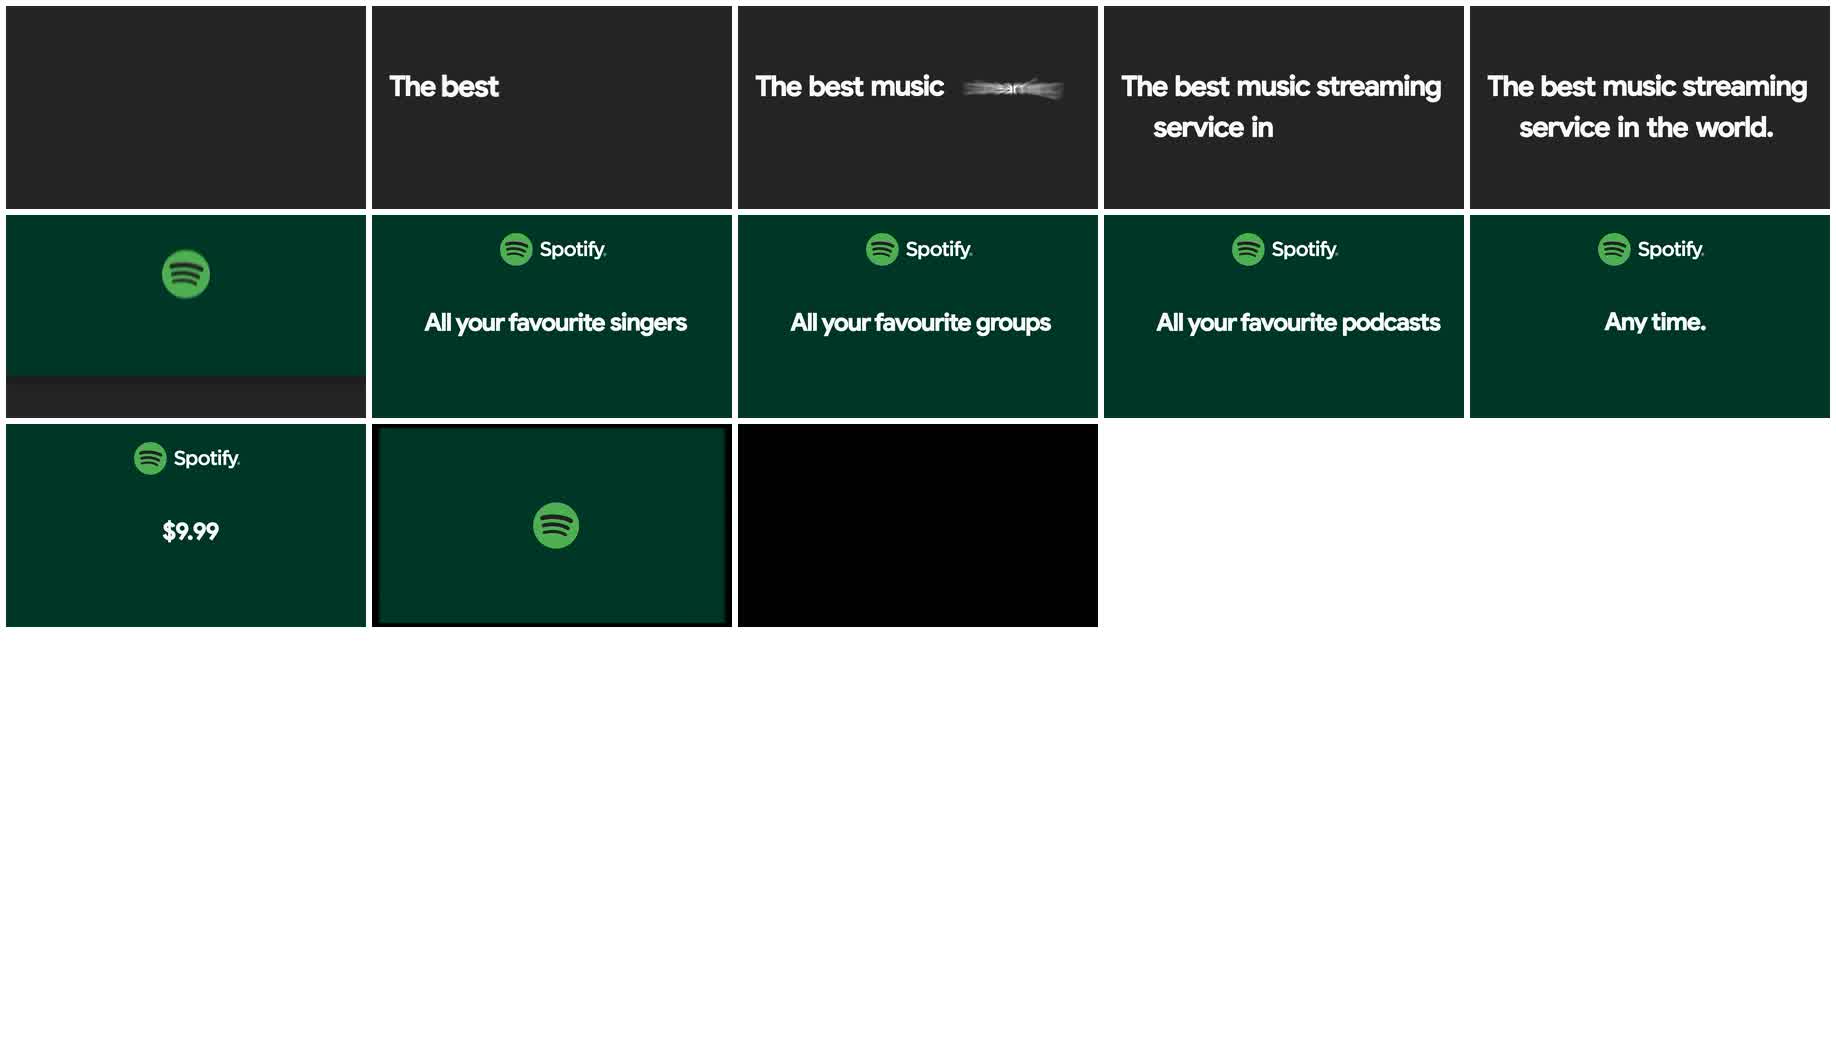 The best
The best music
The best music streaming
service in
The best music streaming
service in the world.
Spotify
All your favourite singers
Spotify
All your favourite groups
Spotify
All your favourite podcasts
Spotify
Any time.
Spotify
$9.99